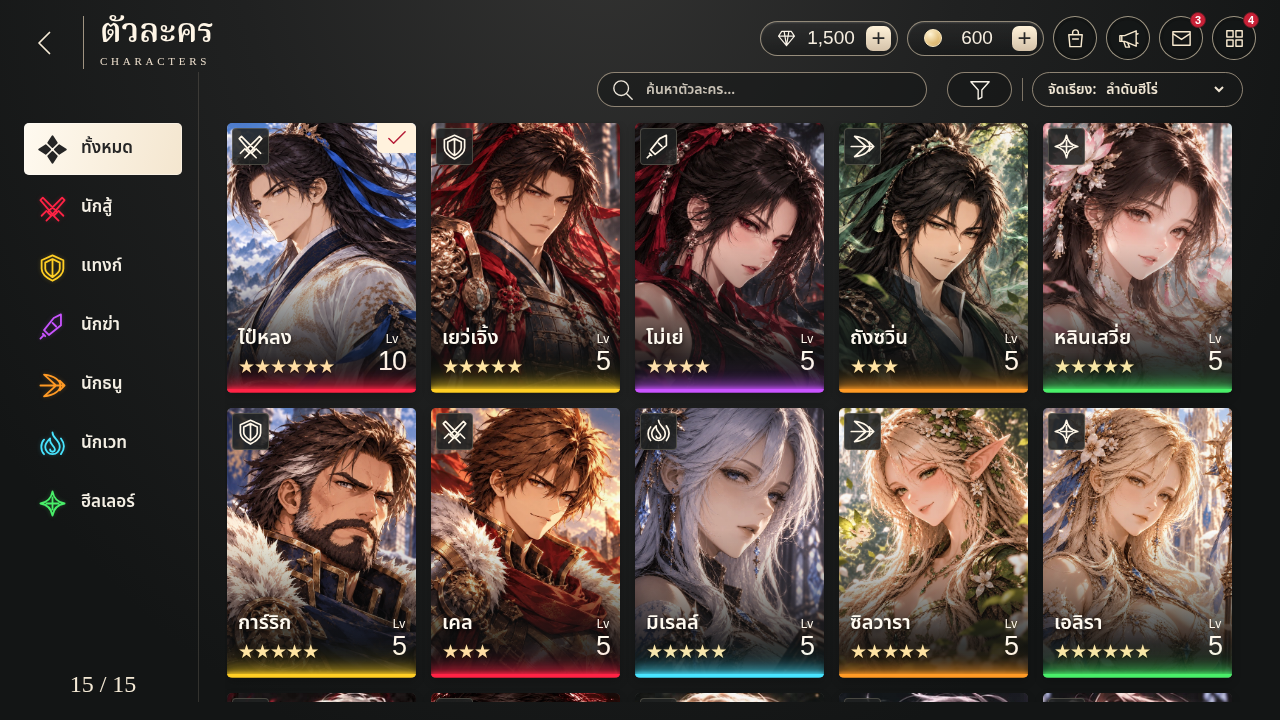 ตัวละคร
CHARACTERS
1,500
600
3
4
ค้นหาตัวละคร...
จัดเรียง: ลำดับฮีโร่
ทั้งหมด
นักสู้
แทงก์
นักฆ่า
นักธนู
นักเวท
ฮีลเลอร์
15 / 15
ไป๋หลง
Lv
10
เยว่เจิ้ง
Lv
5
โม่เย่
Lv
5
ถังซวิ่น
Lv
5
หลินเสวี่ย
Lv
5
การ์ริก
Lv
5
เคล
Lv
5
มิเรลล์
Lv
5
ซิลวารา
Lv
5
เอลิรา
Lv
5